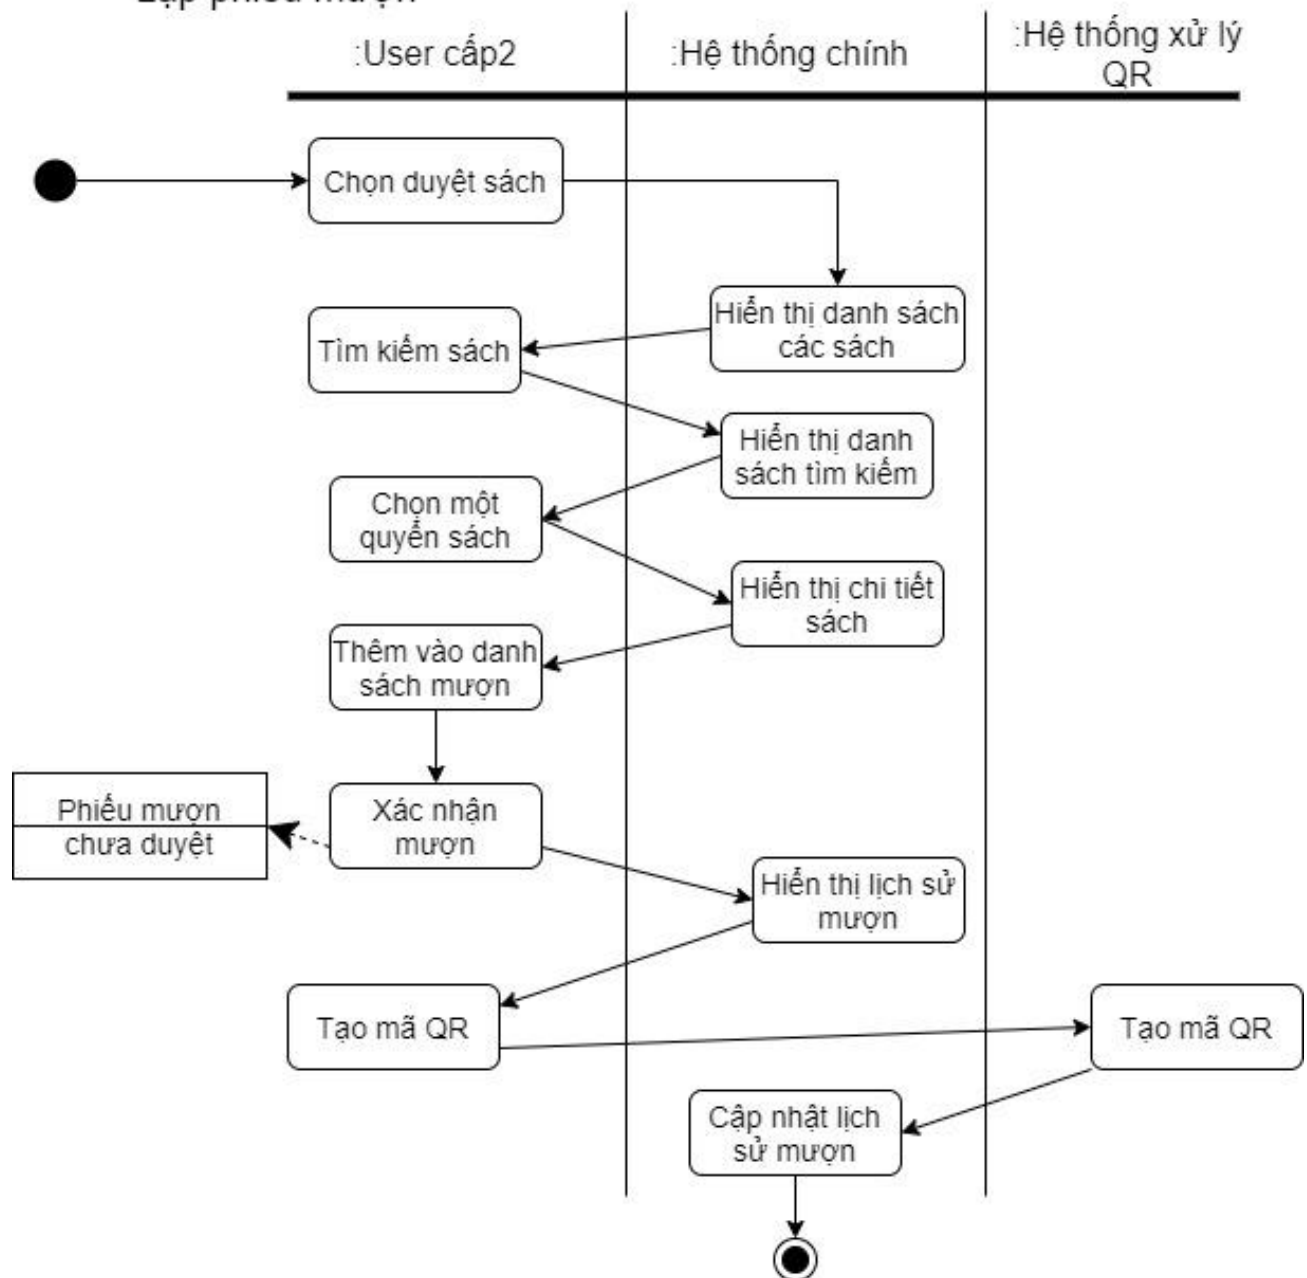 Lập phiếu mượn
:User cấp2
:Hệ thống chính
:Hệ thống xử lý
QR
Chọn duyệt sách
Hiển thị danh sách
các sách
Tìm kiếm sách
Hiển thị danh
sách tìm kiếm
Chọn một
quyển sách
Hiển thị chi tiết
sách
Thêm vào danh
sách mượn
Phiếu mượn
chưa duyệt
Xác nhận
mượn
Hiển thị lịch sử
mượn
Tạo mã QR
Tạo mã QR
Cập nhật lịch
sử mượn